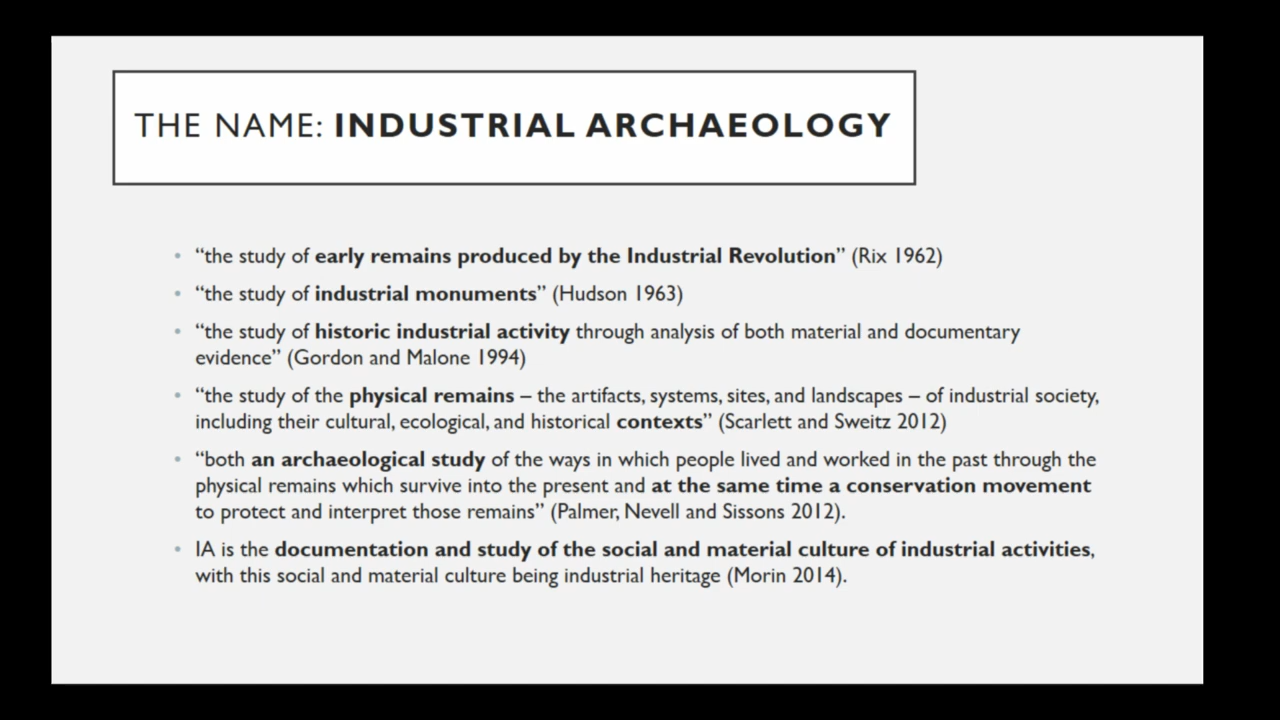 THE NAME: INDUSTRIAL ARCHAEOLOGY
• “the study of early remains produced by the Industrial Revolution” (Rix 1962)
• “the study of industrial monuments” (Hudson 1963)
• “the study of historic industrial activity through analysis of both material and documentary
evidence” (Gordon and Malone 1994)
• “the study of the physical remains – the artifacts, systems, sites, and landscapes – of industrial society,
including their cultural, ecological, and historical contexts” (Scarlett and Sweitz 2012)
• “both an archaeological study of the ways in which people lived and worked in the past through the
physical remains which survive into the present and at the same time a conservation movement
to protect and interpret those remains” (Palmer, Nevell and Sissons 2012).
• IA is the documentation and study of the social and material culture of industrial activities,
with this social and material culture being industrial heritage (Morin 2014).